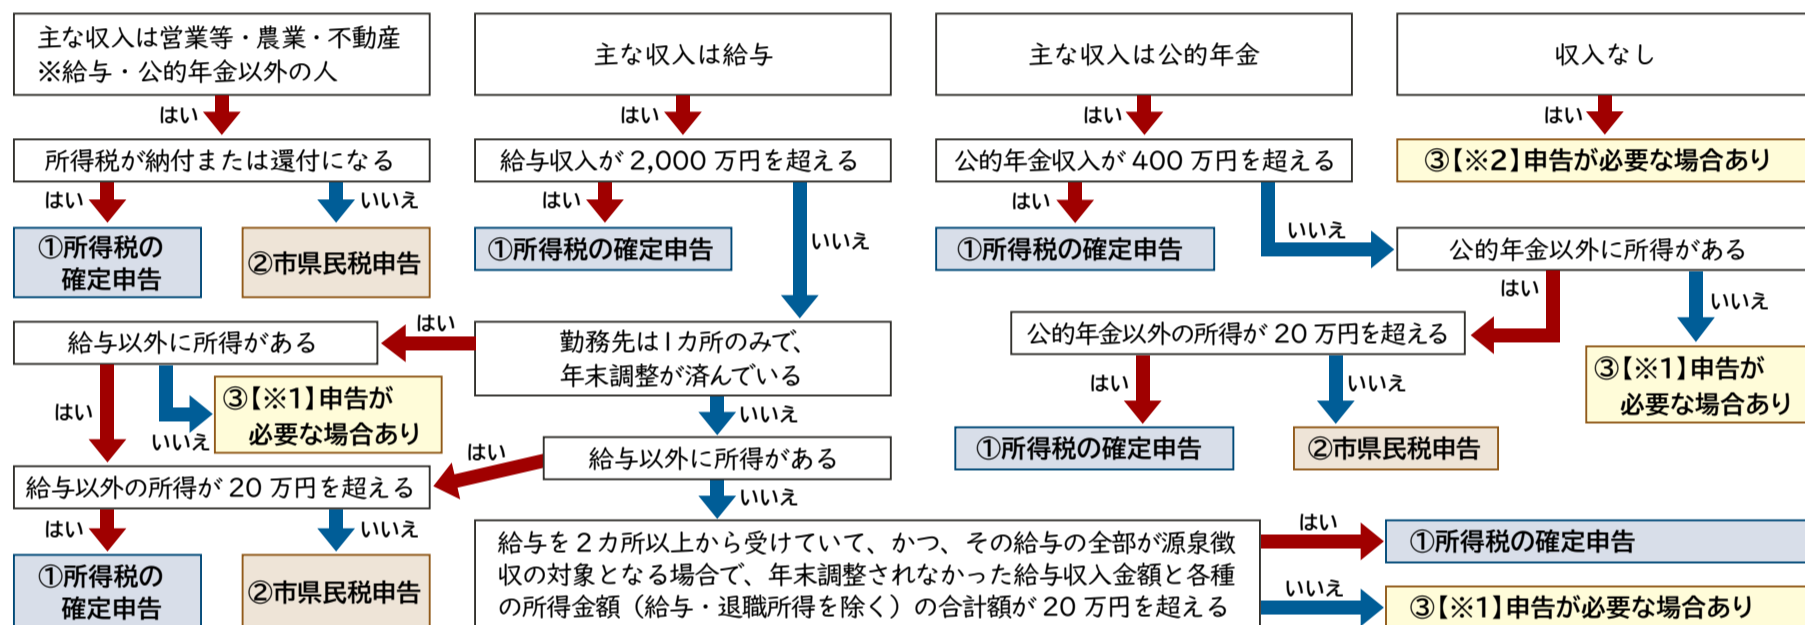 主な収入は営業等・農業・不動産
※給与・公的年金以外の人
はい
所得税が納付または還付になる
はい
いいえ
①所得税の
確定申告
②市県民税申告
主な収入は給与
はい
給与収入が 2,000 万円を超える
はい
いいえ
①所得税の確定申告
勤務先は1カ所のみで、
年末調整が済んでいる
はい
いいえ
給与以外に所得がある
はい
いいえ
③【※1】申告が
必要な場合あり
給与以外に所得がある
はい
いいえ
給与以外の所得が 20 万円を超える
はい
いいえ
①所得税の
確定申告
②市県民税申告
給与を2カ所以上から受けていて、かつ、その給与の全部が源泉徴
収の対象となる場合で、年末調整されなかった給与収入金額と各種
の所得金額（給与・退職所得を除く）の合計額が 20 万円を超える
はい
①所得税の確定申告
いいえ
③【※1】申告が必要な場合あり
主な収入は公的年金
はい
公的年金収入が 400 万円を超える
はい
いいえ
①所得税の確定申告
公的年金以外に所得がある
はい
いいえ
公的年金以外の所得が 20 万円を超える
はい
いいえ
①所得税の確定申告
②市県民税申告
③【※1】申告が
必要な場合あり
収入なし
はい
③【※2】申告が必要な場合あり